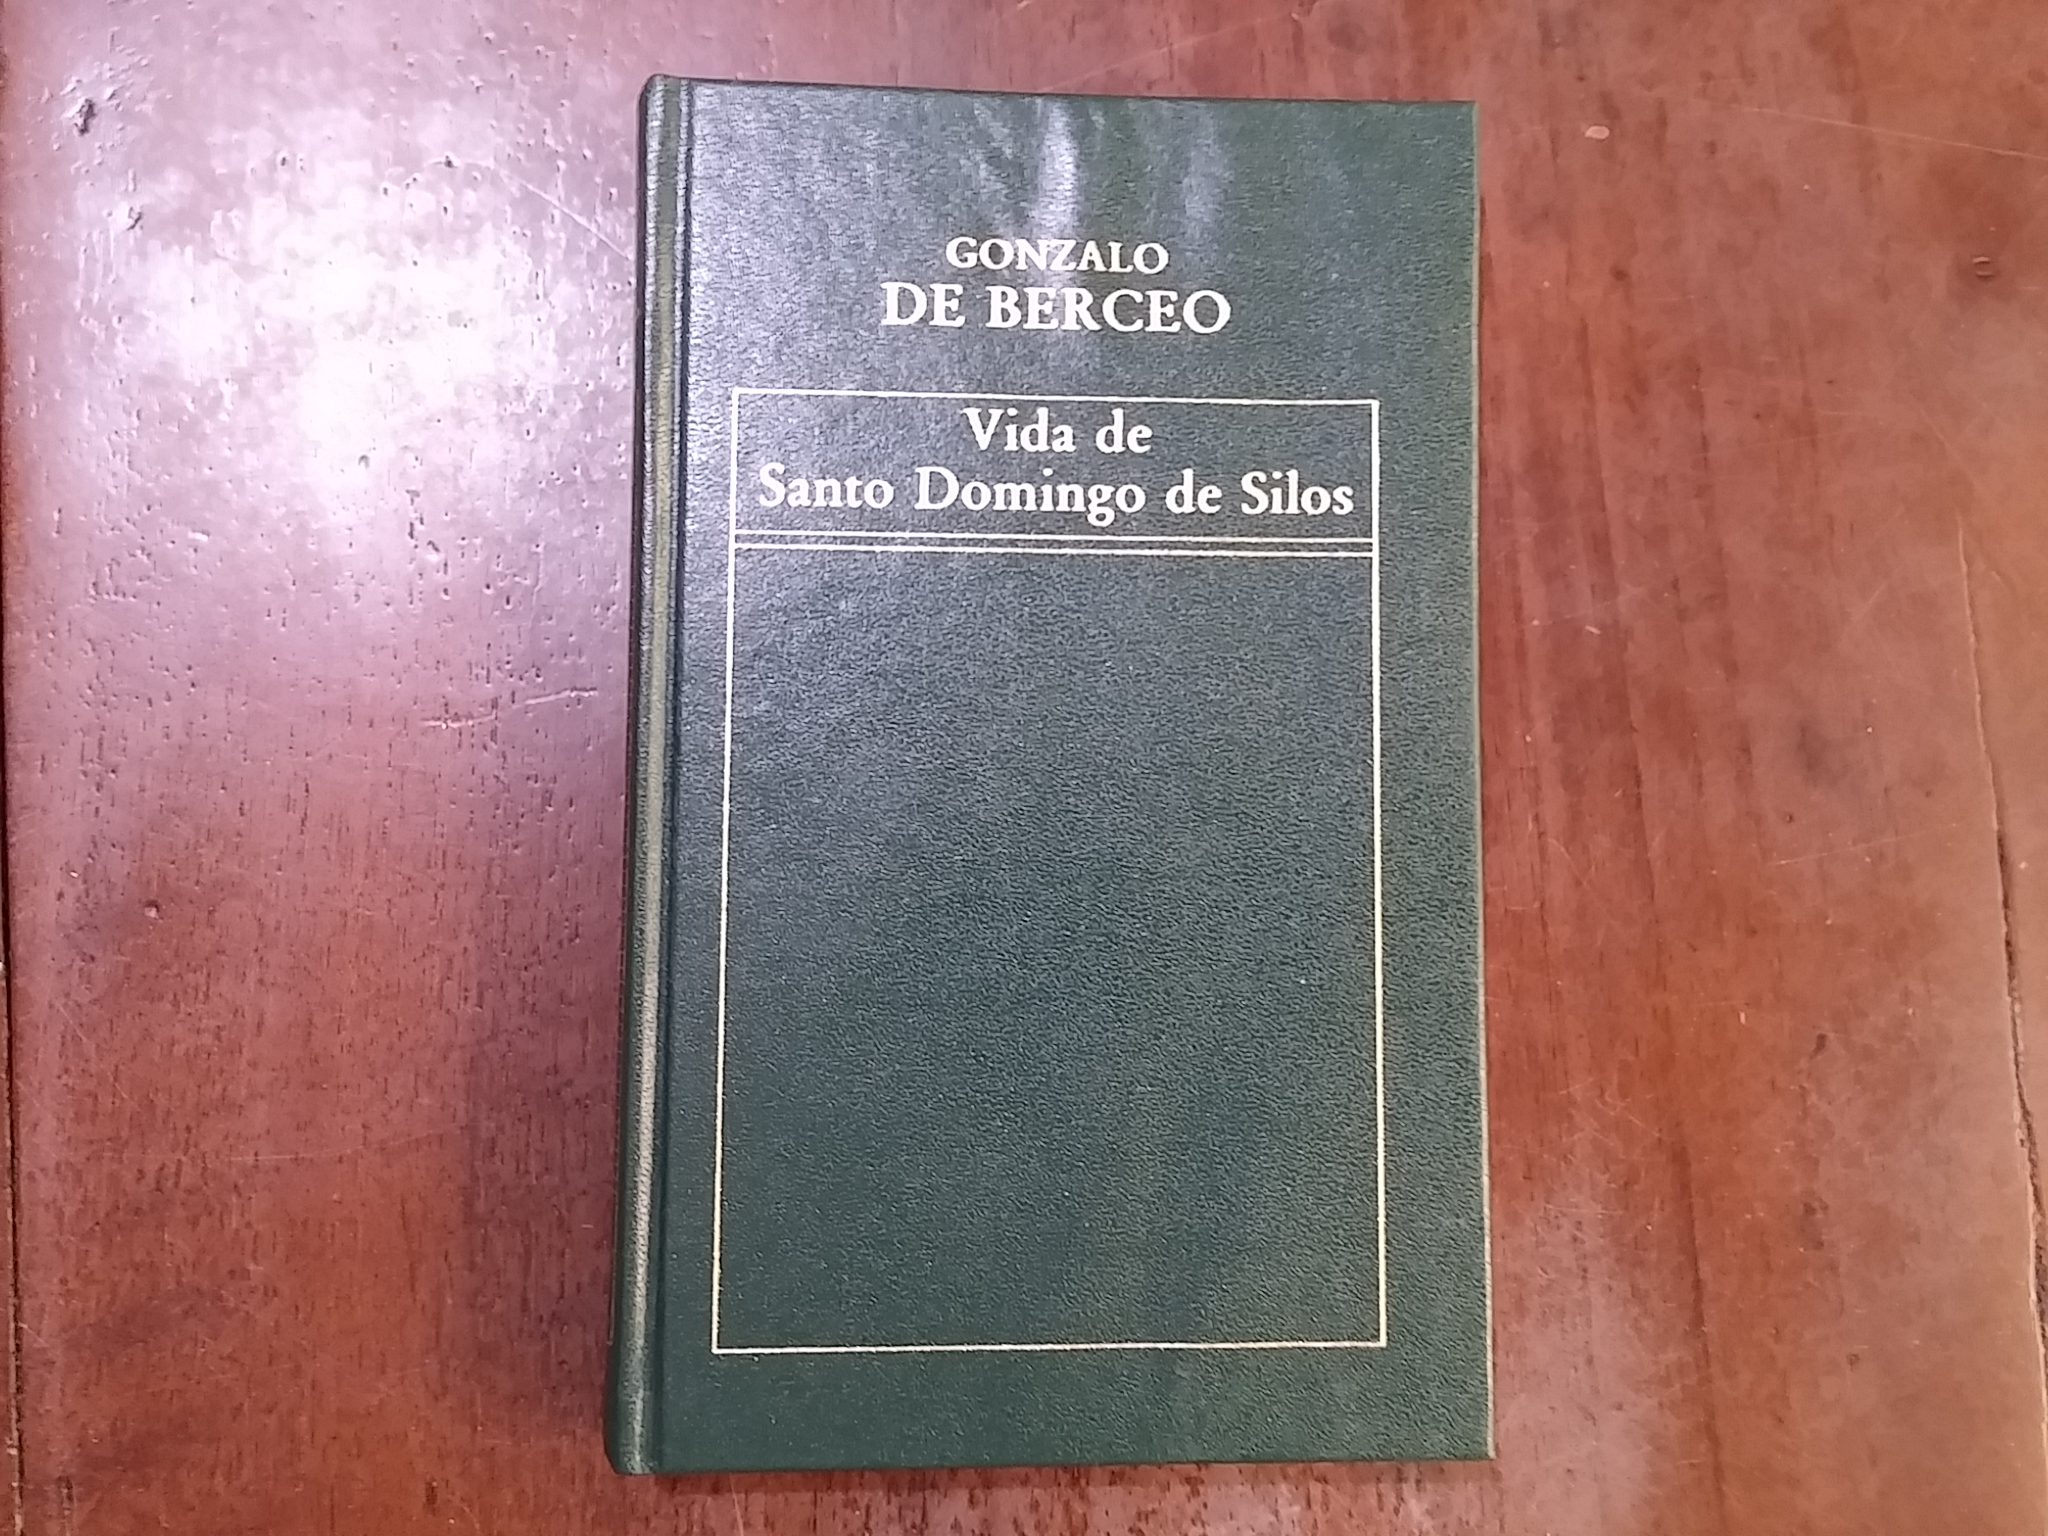 GONZALO
DE BERCEO
Vida de
Santo Domingo de Silos